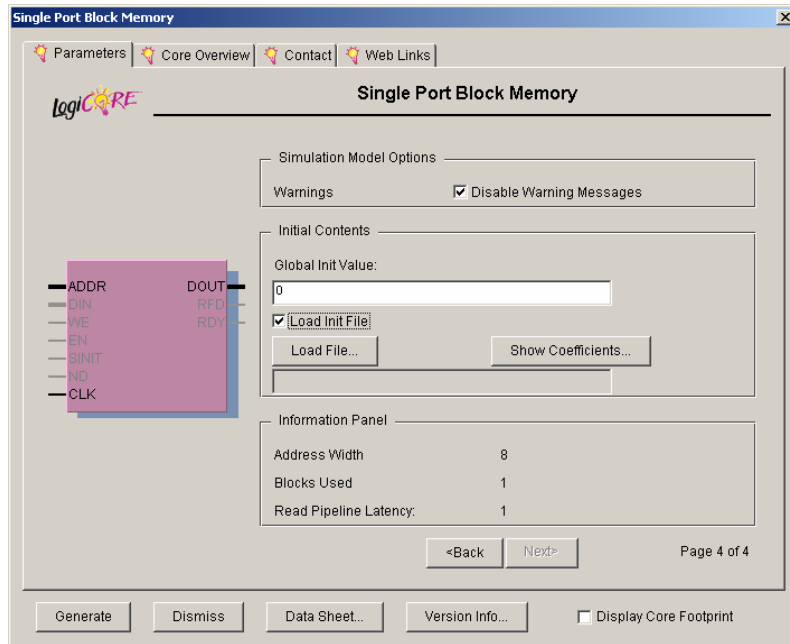 Single Port Block Memory
Parameters Core Overview Contact Web Links
logiCORE
Single Port Block Memory
Simulation Model Options
Warnings Disable Warning Messages
Initial Contents
Global Init Value:
0
Load Init File
Load File... Show Coefficients...
ADDR DOUT
DIN RFD
WE RDY
EN
SINIT
ND
CLK
Information Panel
Address Width 8
Blocks Used 1
Read Pipeline Latency: 1
<Back Next> Page 4 of 4
Generate Dismiss Data Sheet... Version Info... Display Core Footprint